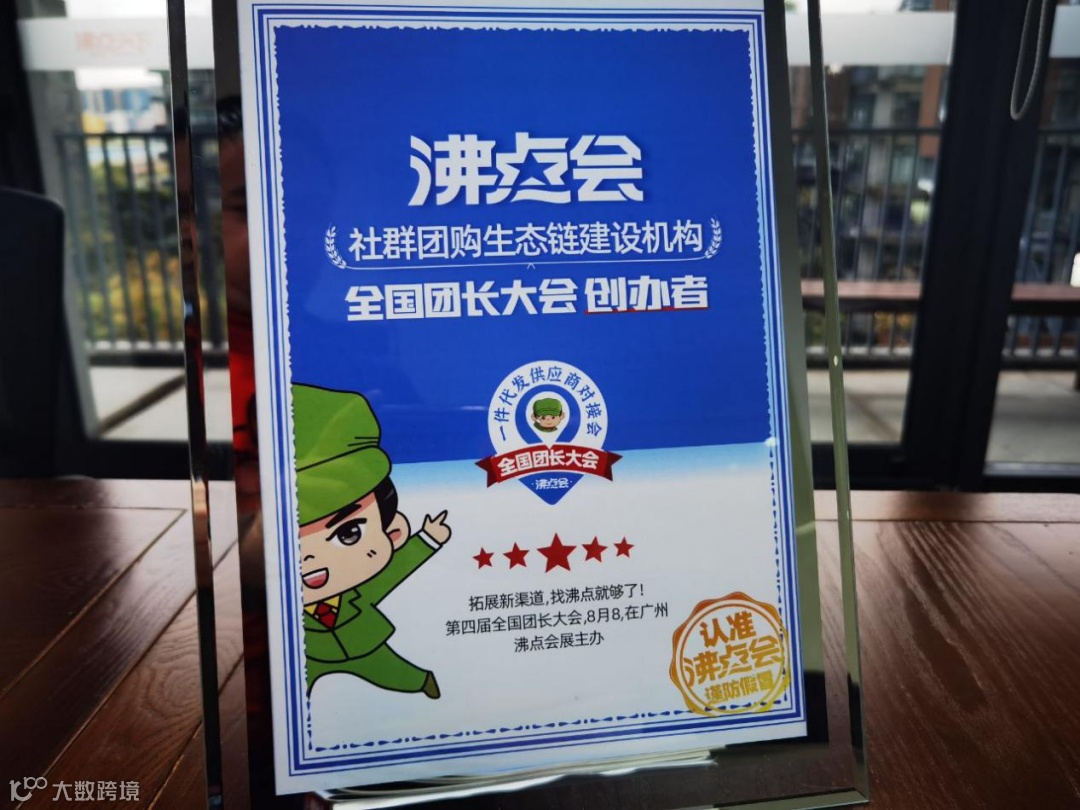 沸点会
社群团购生态链建设机构
全国团长大会 创办者
一件代发供应商对接会
全国团长大会
·沸点会·
拓展新渠道,找沸点就够了!
第四届全国团长大会,8月8,在广州
沸点会展主办
认准
沸点会
谨防假冒
大数跨境